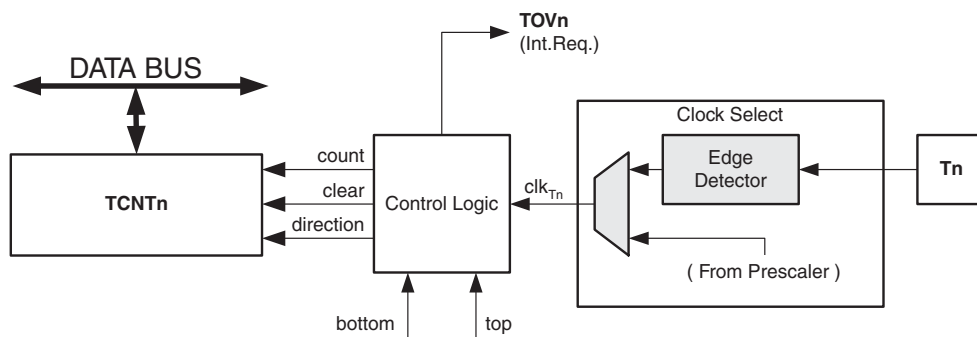 TOVn
(Int.Req.)
DATA BUS
Clock Select
count
Edge
Detector
Tn
TCNTn
clear
Control Logic
clkTn
direction
( From Prescaler )
bottom
top